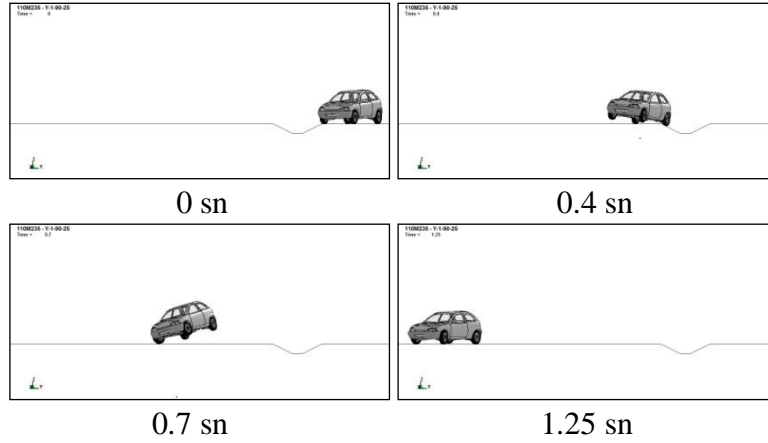 110M235 - Y-1-90-25
Time = 0
110M235 - Y-1-90-25
Time = 0.4
0 sn
0.4 sn
110M235 - Y-1-90-25
Time = 0.7
110M235 - Y-1-90-25
Time = 1.25
0.7 sn
1.25 sn